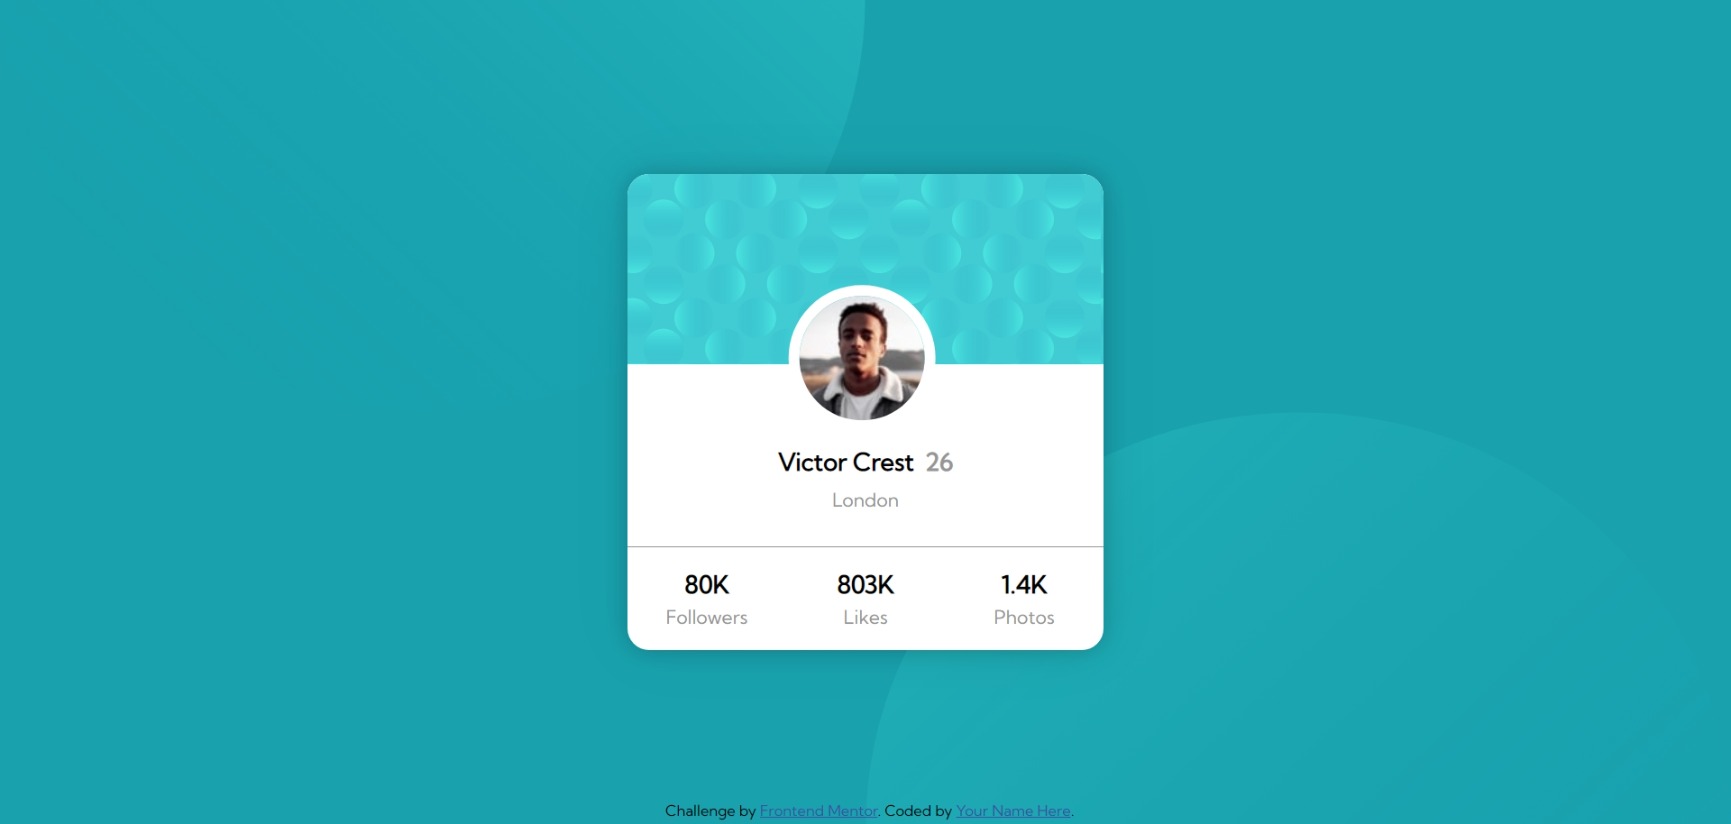 Victor Crest 26
London
80K 803K 1.4K
Followers Likes Photos
Challenge by Frontend Mentor. Coded by Your Name Here.